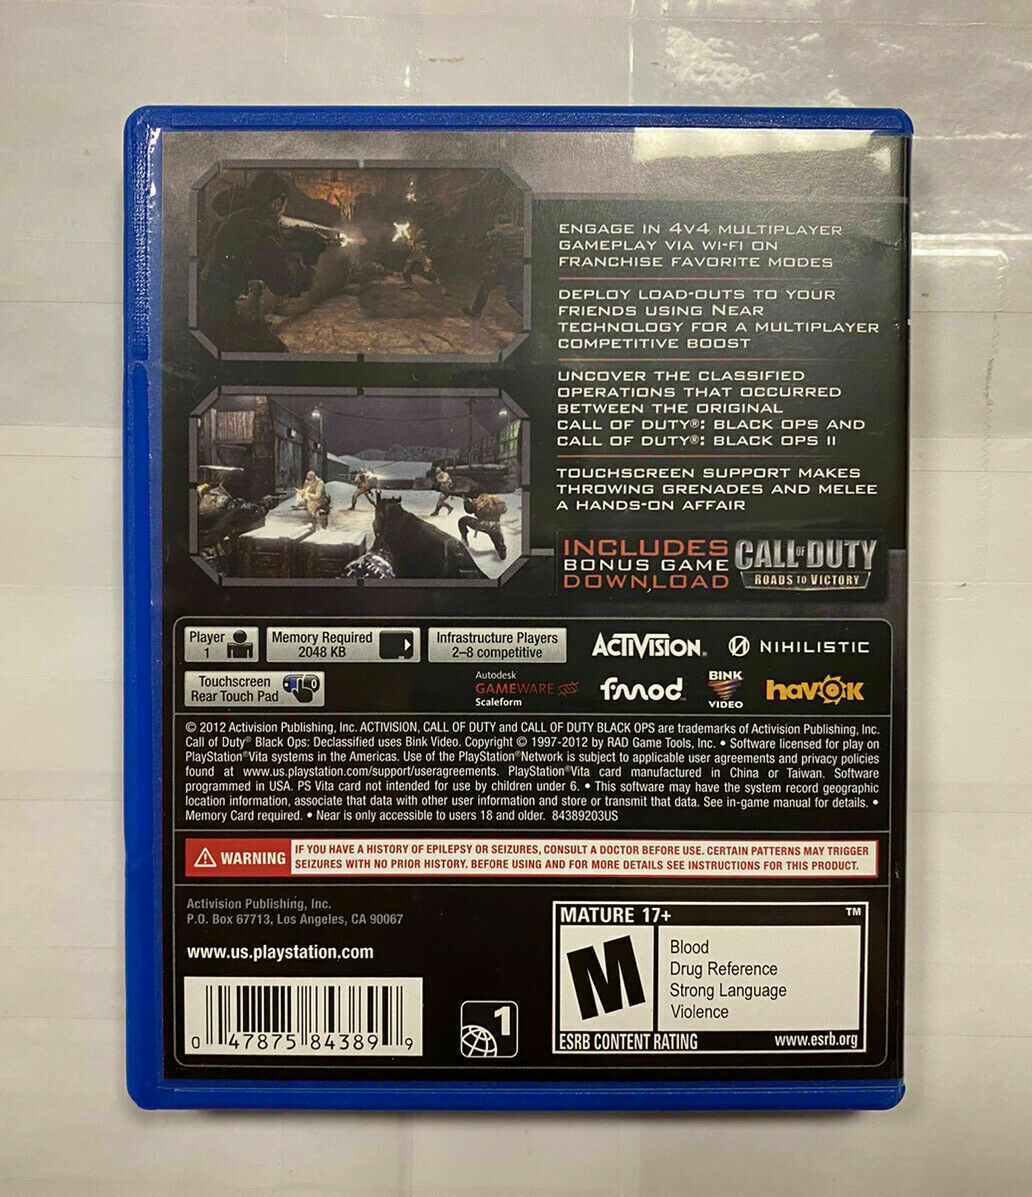 ENGAGE IN 4V4 MULTIPLAYER
GAMEPLAY VIA WI-FI ON
FRANCHISE FAVORITE MODES
DEPLOY LOAD-OUTS TO YOUR
FRIENDS USING NEAR
TECHNOLOGY FOR A MULTIPLAYER
COMPETITIVE BOOST
UNCOVER THE CLASSIFIED
OPERATIONS THAT OCCURRED
BETWEEN THE ORIGINAL
CALL OF DUTY®: BLACK OPS AND
CALL OF DUTY®: BLACK OPS II
TOUCHSCREEN SUPPORT MAKES
THROWING GRENADES AND MELEE
A HANDS-ON AFFAIR
INCLUDES
BONUS GAME
DOWNLOAD
CALL OF DUTY
ROADS TO VICTORY
Player
1
Memory Required
2048 KB
Infrastructure Players
2–8 competitive
ACTIVISION.
NIHILISTIC
Touchscreen
Rear Touch Pad
Autodesk
GAMEWARE
Scaleform
fmod
BINK
VIDEO
havok
© 2012 Activision Publishing, Inc. ACTIVISION, CALL OF DUTY and CALL OF DUTY BLACK OPS are trademarks of Activision Publishing, Inc.
Call of Duty® Black Ops: Declassified uses Bink Video. Copyright © 1997-2012 by RAD Game Tools, Inc. • Software licensed for play on
PlayStation®Vita systems in the Americas. Use of the PlayStation®Network is subject to applicable user agreements and privacy policies
found at www.us.playstation.com/support/useragreements. PlayStation®Vita card manufactured in China or Taiwan. Software
programmed in USA. PS Vita card not intended for use by children under 6. • This software may have the system record geographic
location information, associate that data with other user information and store or transmit that data. See in-game manual for details. •
Memory Card required. • Near is only accessible to users 18 and older. 84389203US
WARNING
IF YOU HAVE A HISTORY OF EPILEPSY OR SEIZURES, CONSULT A DOCTOR BEFORE USE. CERTAIN PATTERNS MAY TRIGGER
SEIZURES WITH NO PRIOR HISTORY. BEFORE USING AND FOR MORE DETAILS SEE INSTRUCTIONS FOR THIS PRODUCT.
Activision Publishing, Inc.
P.O. Box 67713, Los Angeles, CA 90067
www.us.playstation.com
0 47875 84389 9
1
MATURE 17+ ™
M
Blood
Drug Reference
Strong Language
Violence
ESRB CONTENT RATING www.esrb.org